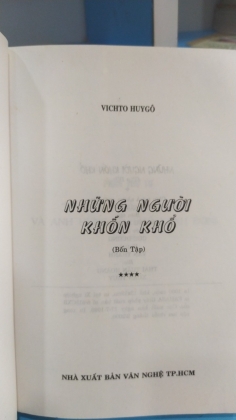 VICHTO HUYGÔ
NHỮNG NGƯỜI
KHỐN KHỔ
(Bốn Tập)
****
NHÀ XUẤT BẢN VĂN NGHỆ TP.HCM